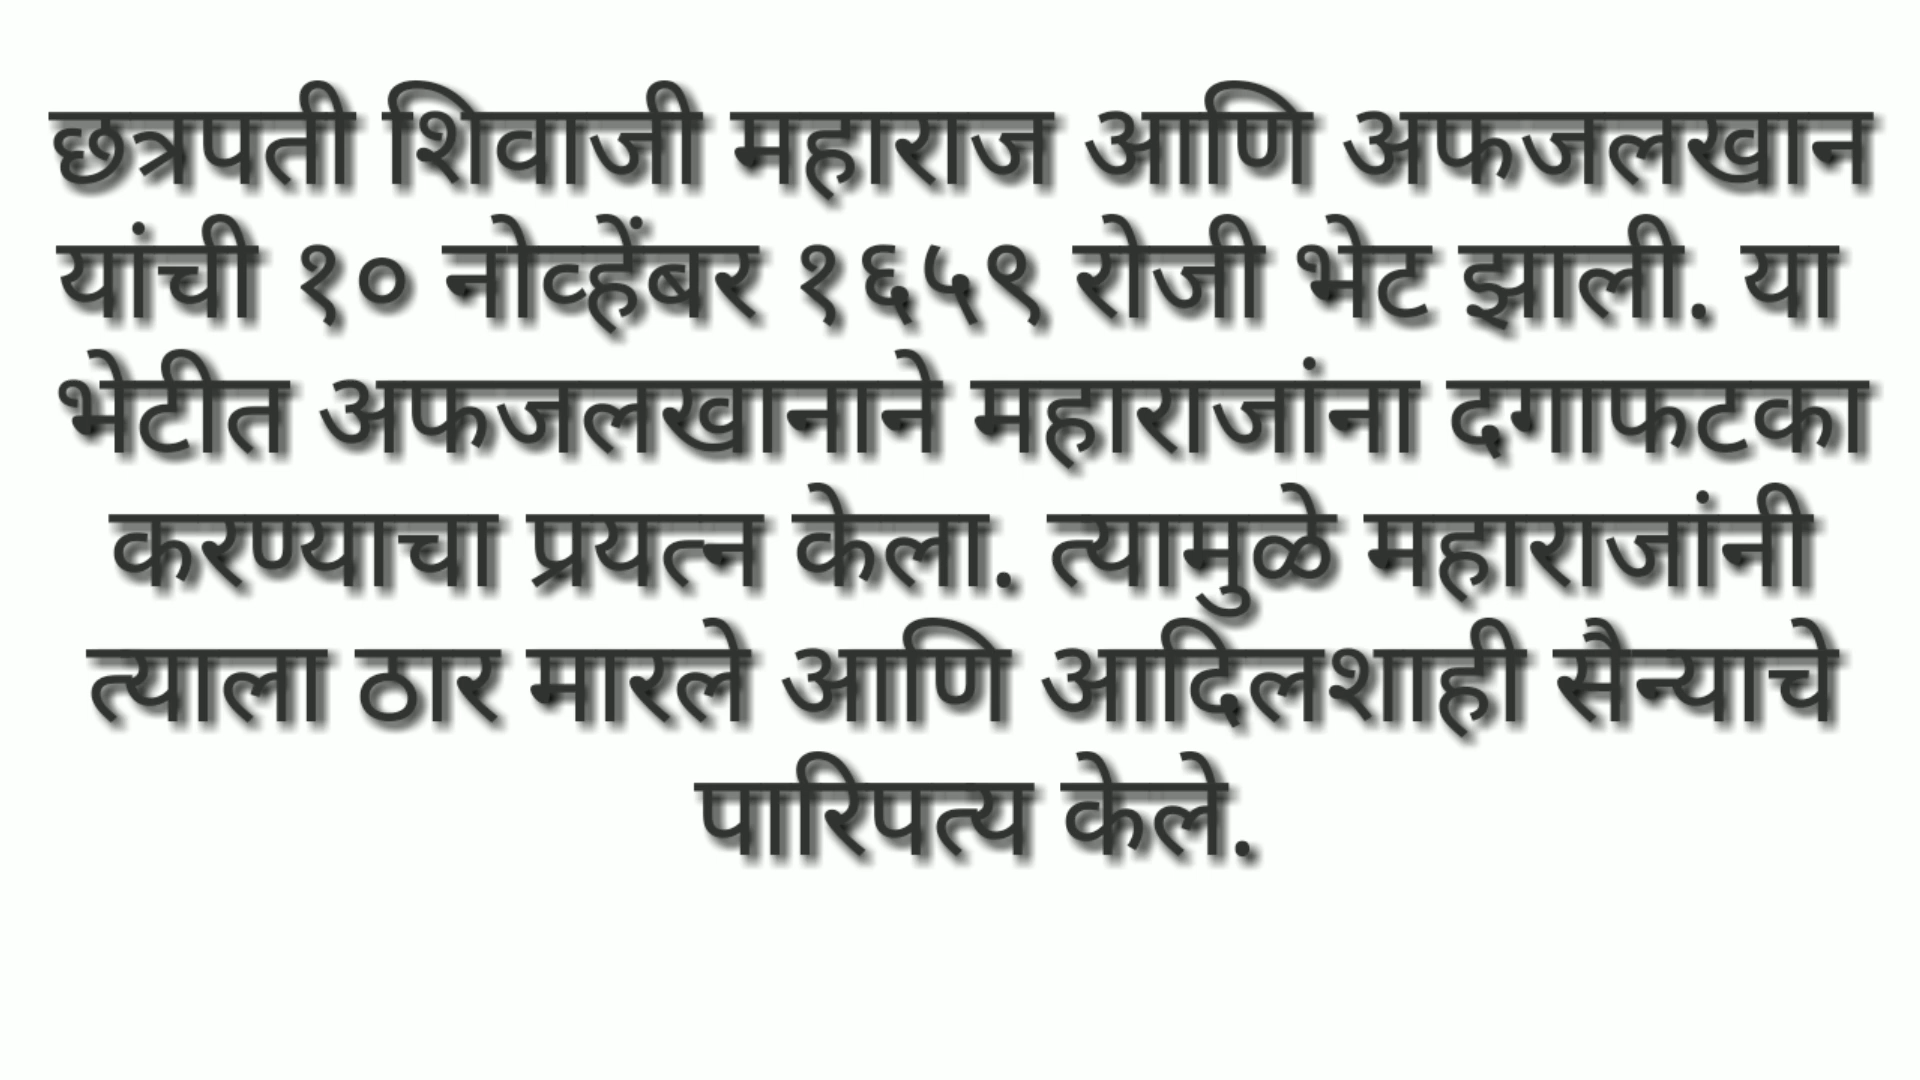 छत्रपती शिवाजी महाराज आणि अफजलखान
यांची १० नोव्हेंबर १६५९ रोजी भेट झाली. या
भेटीत अफजलखानाने महाराजांना दगाफटका
करण्याचा प्रयत्न केला. त्यामुळे महाराजांनी
त्याला ठार मारले आणि आदिलशाही सैन्याचे
पारिपत्य केले.